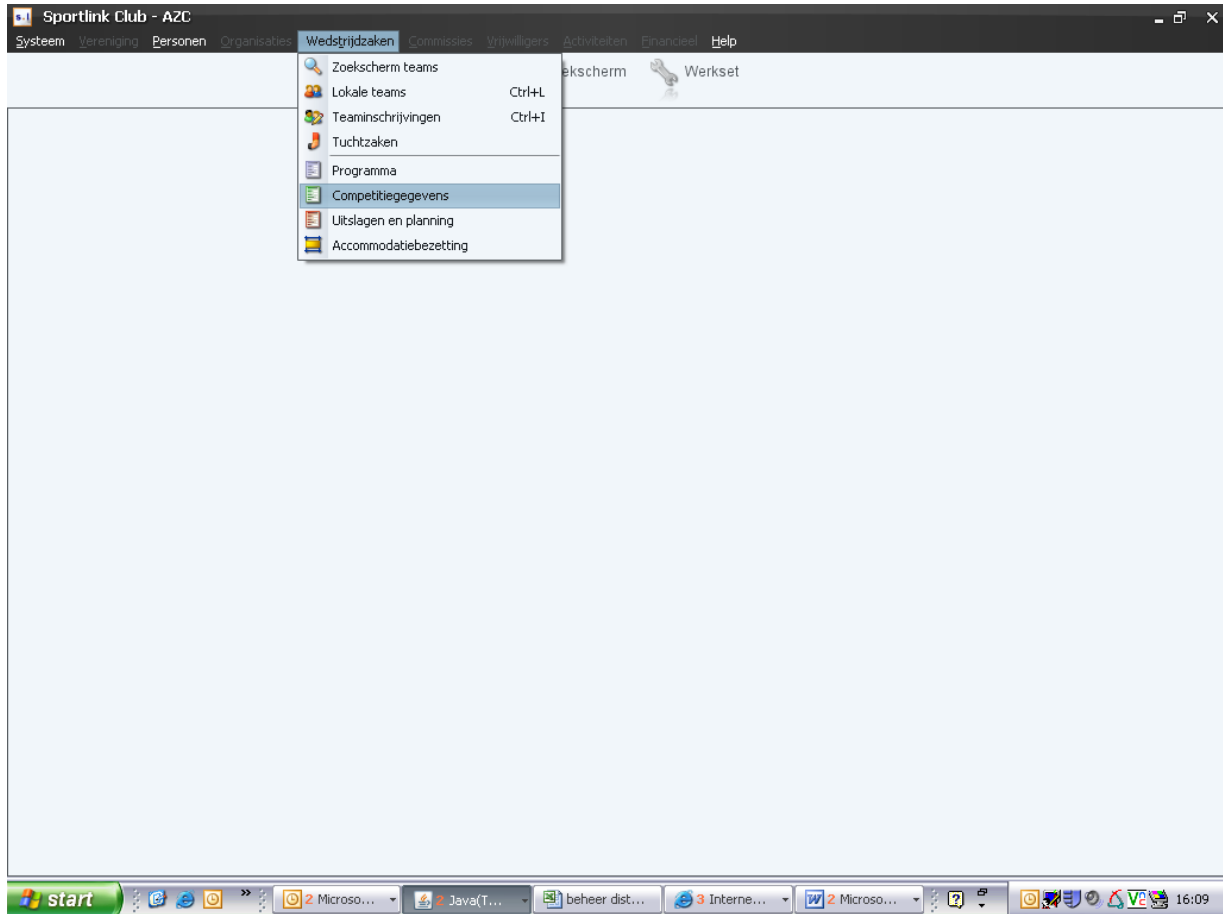 Sportlink Club - AZC
Systeem Vereniging Personen Organisaties Wedstrijdzaken Commissies Vrijwilligers Activiteiten Financieel Help
ekscherm Werkset
Zoekscherm teams
Lokale teams Ctrl+L
Teaminschrijvingen Ctrl+I
Tuchtzaken
Programma
Competitiegegevens
Uitslagen en planning
Accommodatiebezetting
start » 2 Microso... 2 Java(T... beheer dist... 3 Interne... 2 Microso... 16:09